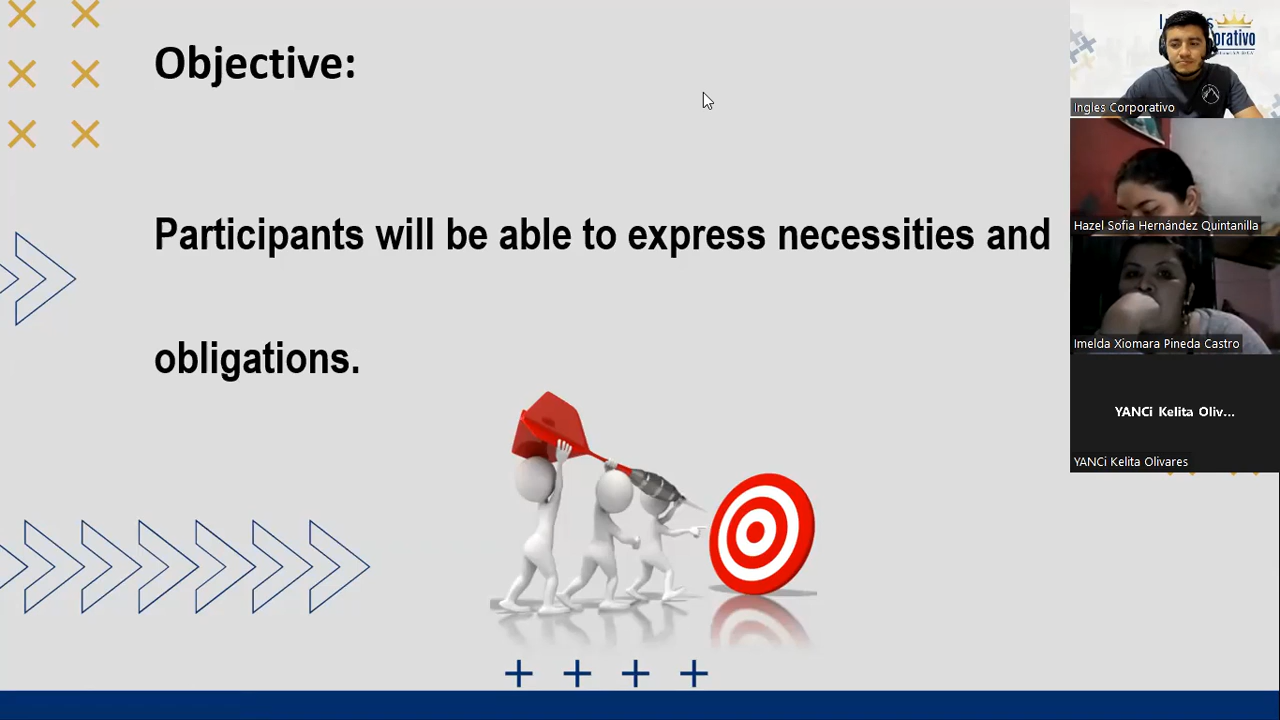 Objective:
Participants will be able to express necessities and
obligations.
orativo
Ingles Corporativo
Hazel Sofia Hernández Quintanilla
Imelda Xiomara Pineda Castro
YANCi Kelita Oliv...
YANCi Kelita Olivares